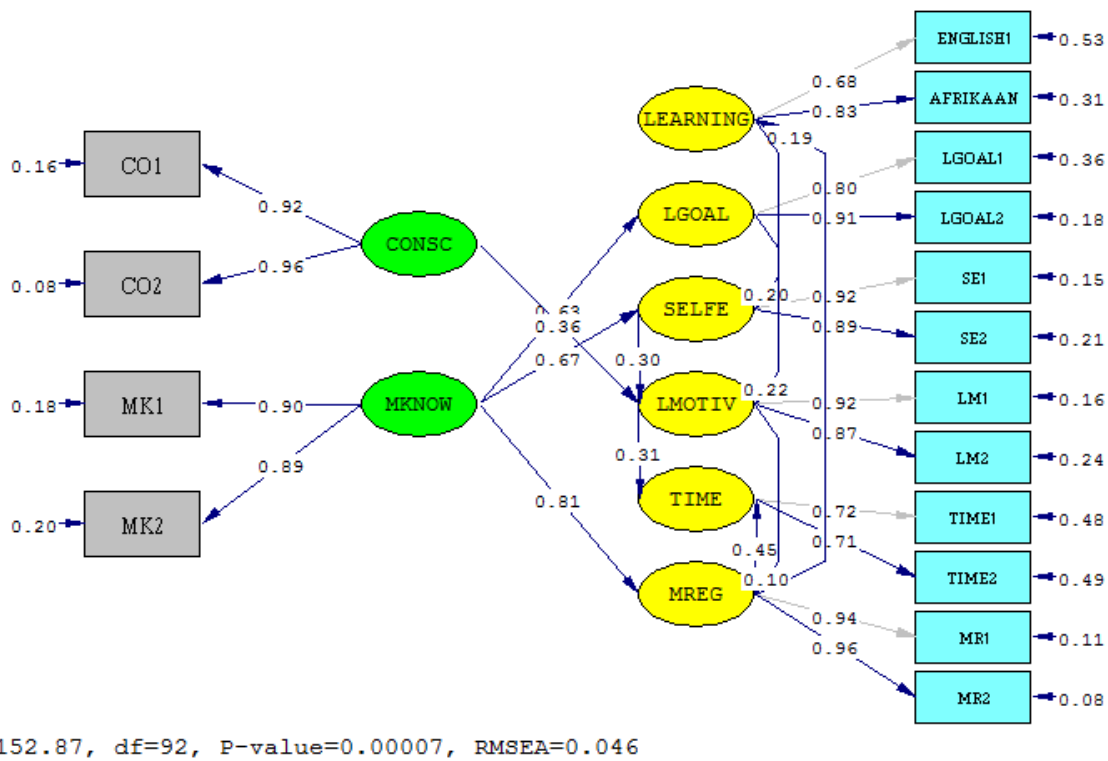 ENGLISH1 0.53
0.68
AFRIKAAN 0.31
0.83
LEARNING
0.19
0.16 CO1
LGOAL1 0.36
0.80
0.92
LGOAL
0.91
LGOAL2 0.18
CONSC
0.96
0.08 CO2
SE1 0.15
0.20 0.92
SELFE
0.63
0.36
0.89
SE2 0.21
0.67 0.30
0.22
0.18 MK1
0.90
MKNOW
LMOTIV
0.92
LM1 0.16
0.87
LM2 0.24
0.89
0.31
0.81
TIME
0.72
TIME1 0.48
0.20 MK2
0.71
0.45
TIME2 0.49
0.10
MREG
0.94
MR1 0.11
0.96
MR2 0.08
152.87, df=92, P-value=0.00007, RMSEA=0.046